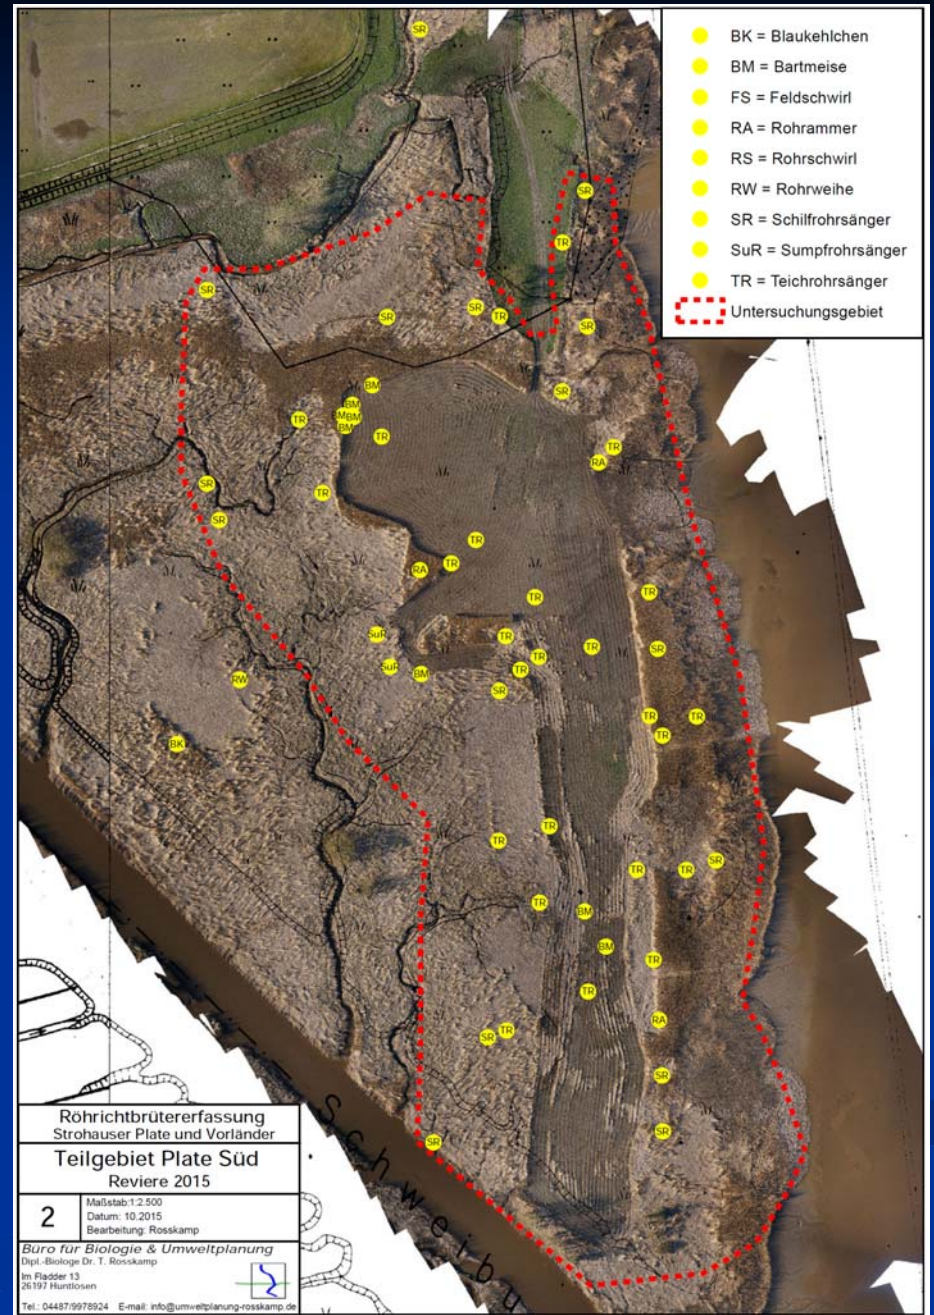 BK = Blaukehlchen
BM = Bartmeise
FS = Feldschwirl
RA = Rohrammer
RS = Rohrschwirl
RW = Rohrweihe
SR = Schilfrohrsänger
SuR = Sumpfrohrsänger
TR = Teichrohrsänger
Untersuchungsgebiet
SR
SR
TR
SR
SR
SR
TR
SR
BM
SR
BM
BM
BM
TR
BM
TR
TR
RA
SR
TR
SR
TR
TR
RA
TR
TR
SuR
TR
TR
SR
TR
SuR
TR
BM
RW
SR
TR
TR
TR
BK
TR
TR
SR
TR
TR
TR
BM
BM
TR
TR
RA
TR
SR
SR
SR
SR
Schweibu
Röhrichtbrütererfassung
Strohauser Plate und Vorländer
Teilgebiet Plate Süd
Reviere 2015
2
Maßstab:1:2.500
Datum: 10.2015
Bearbeitung: Rosskamp
Büro für Biologie & Umweltplanung
Dipl.-Biologe Dr. T. Rosskamp
Im Fladder 13
26197 Huntlosen
Tel.: 04487/9978924 E-mail: info@umweltplanung-rosskamp.de